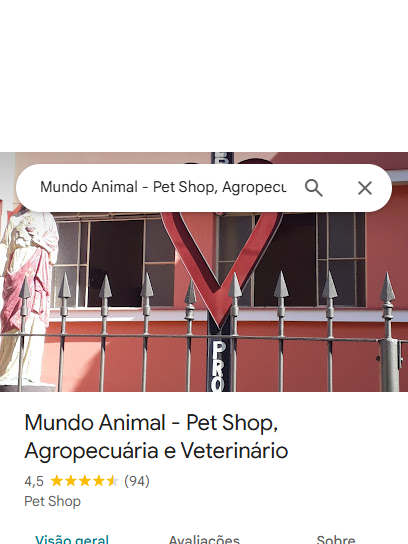 Mundo Animal - Pet Shop, Agropecu
PRO
Mundo Animal - Pet Shop,
Agropecuária e Veterinário
4,5 (94)
Pet Shop
Visão geral Avaliações Sobre